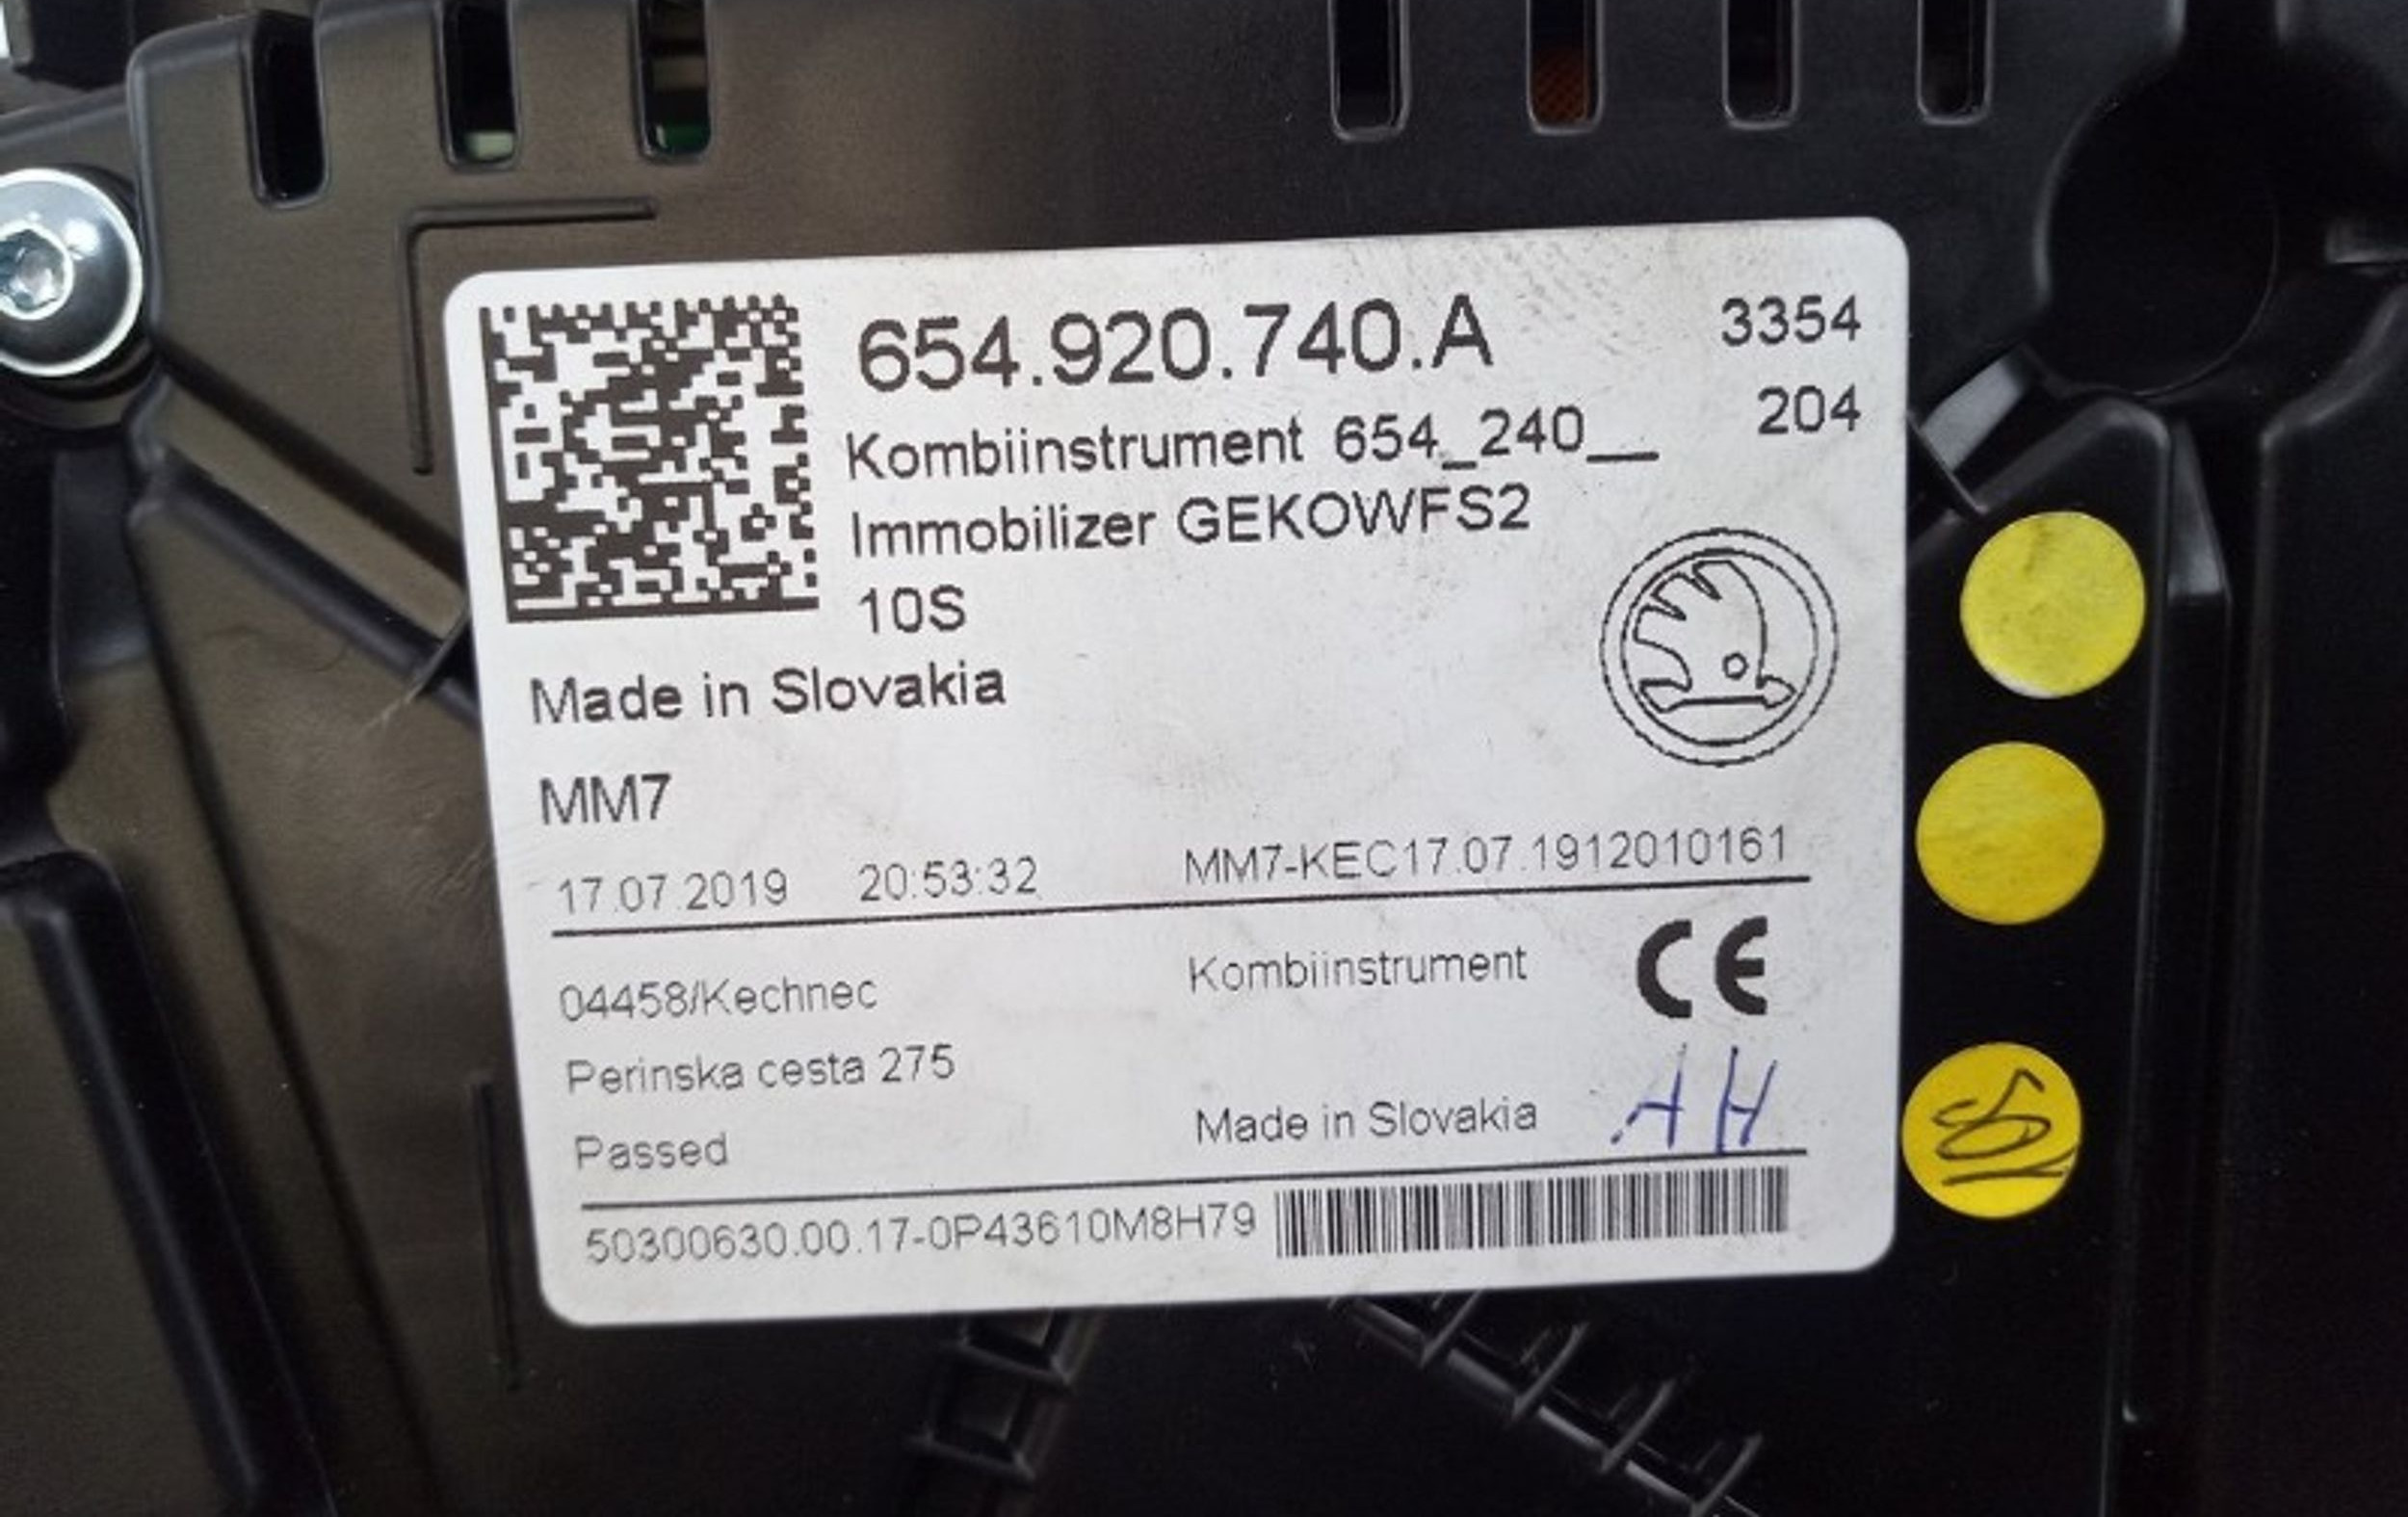 654.920.740.A 3354
Kombiinstrument 654_240__ 204
Immobilizer GEKOWFS2
10S
Made in Slovakia
MM7
17.07.2019 20:53:32 MM7-KEC17.07.1912010161
04458/Kechnec Kombiinstrument CE
Perinska cesta 275
Passed Made in Slovakia AH
50300630.00.17-0P43610M8H79